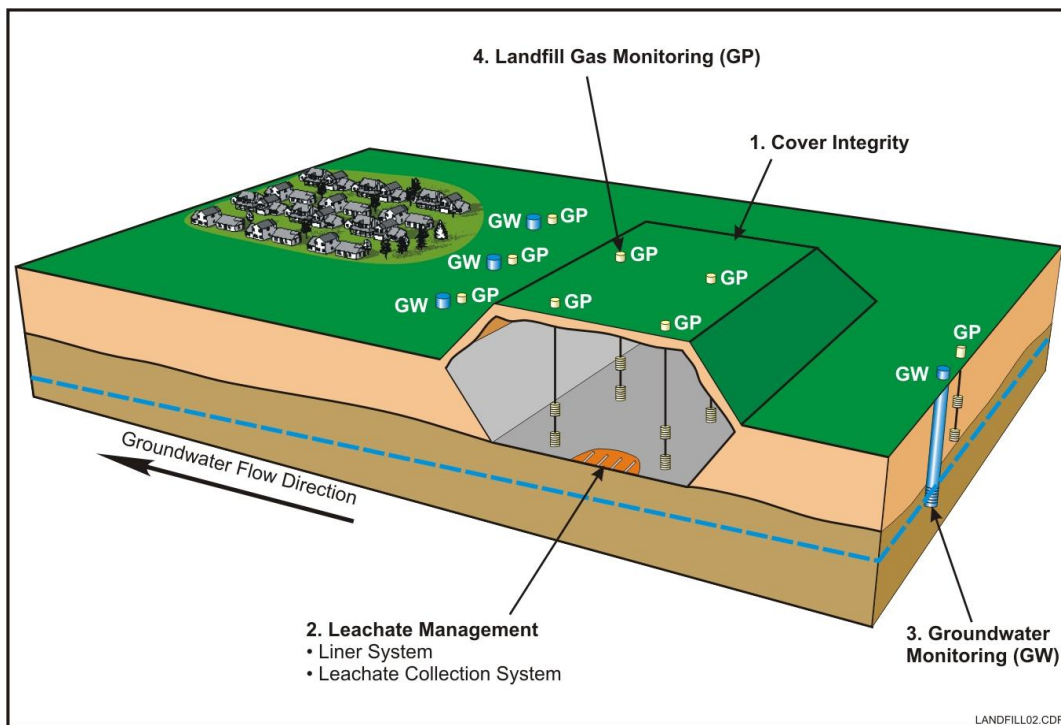 4. Landfill Gas Monitoring (GP)
1. Cover Integrity
GW GP
GP
GW GP
GP
GW GP
GP
GP
GP
GW
Groundwater Flow Direction
2. Leachate Management
• Liner System
• Leachate Collection System
3. Groundwater
Monitoring (GW)
LANDFILL02.CDR